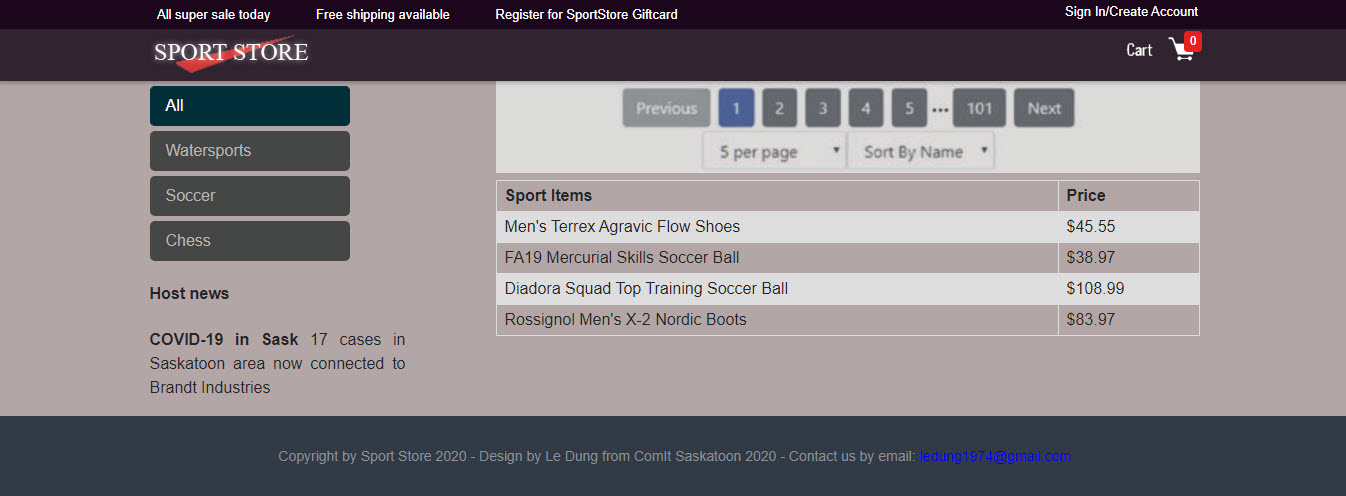 All super sale today Free shipping available Register for SportStore Giftcard Sign In/Create Account
SPORT STORE Cart 0
All
Watersports
Soccer
Chess
Host news
COVID-19 in Sask 17 cases in
Saskatoon area now connected to
Brandt Industries
Previous 1 2 3 4 5 ••• 101 Next
5 per page Sort By Name
Sport Items Price
Men's Terrex Agravic Flow Shoes $45.55
FA19 Mercurial Skills Soccer Ball $38.97
Diadora Squad Top Training Soccer Ball $108.99
Rossignol Men's X-2 Nordic Boots $83.97
Copyright by Sport Store 2020 - Design by Le Dung from ComIt Saskatoon 2020 - Contact us by email: ledung1974@gmail.com